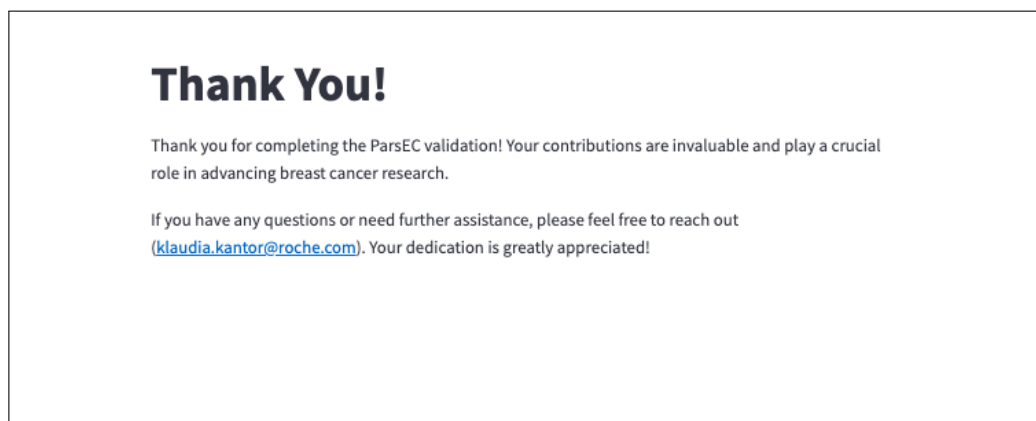 Thank You!
Thank you for completing the ParsEC validation! Your contributions are invaluable and play a crucial
role in advancing breast cancer research.
If you have any questions or need further assistance, please feel free to reach out
(klaudia.kantor@roche.com). Your dedication is greatly appreciated!